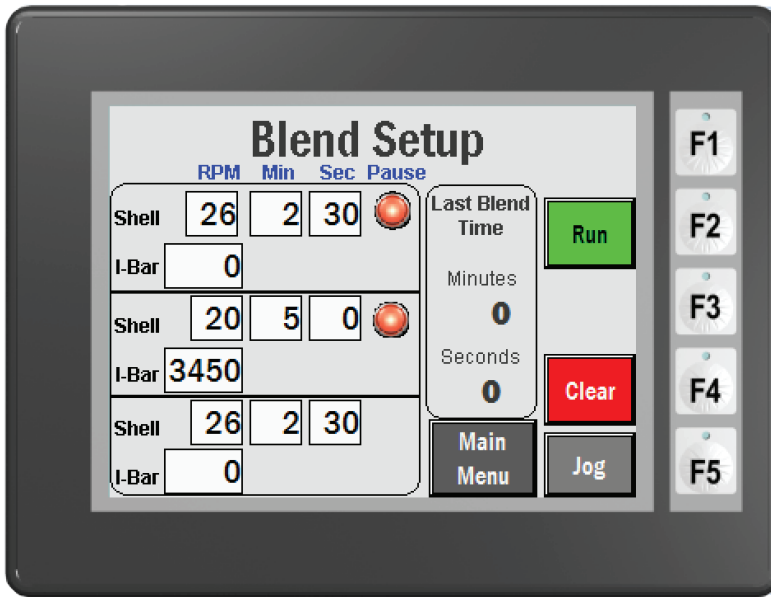 Blend Setup
RPM Min Sec Pause
Shell 26 2 30
I-Bar 0
Shell 20 5 0
I-Bar 3450
Shell 26 2 30
I-Bar 0
Last Blend
Time
Minutes
0
Seconds
0
Main
Menu
Run
Clear
Jog
F1
F2
F3
F4
F5